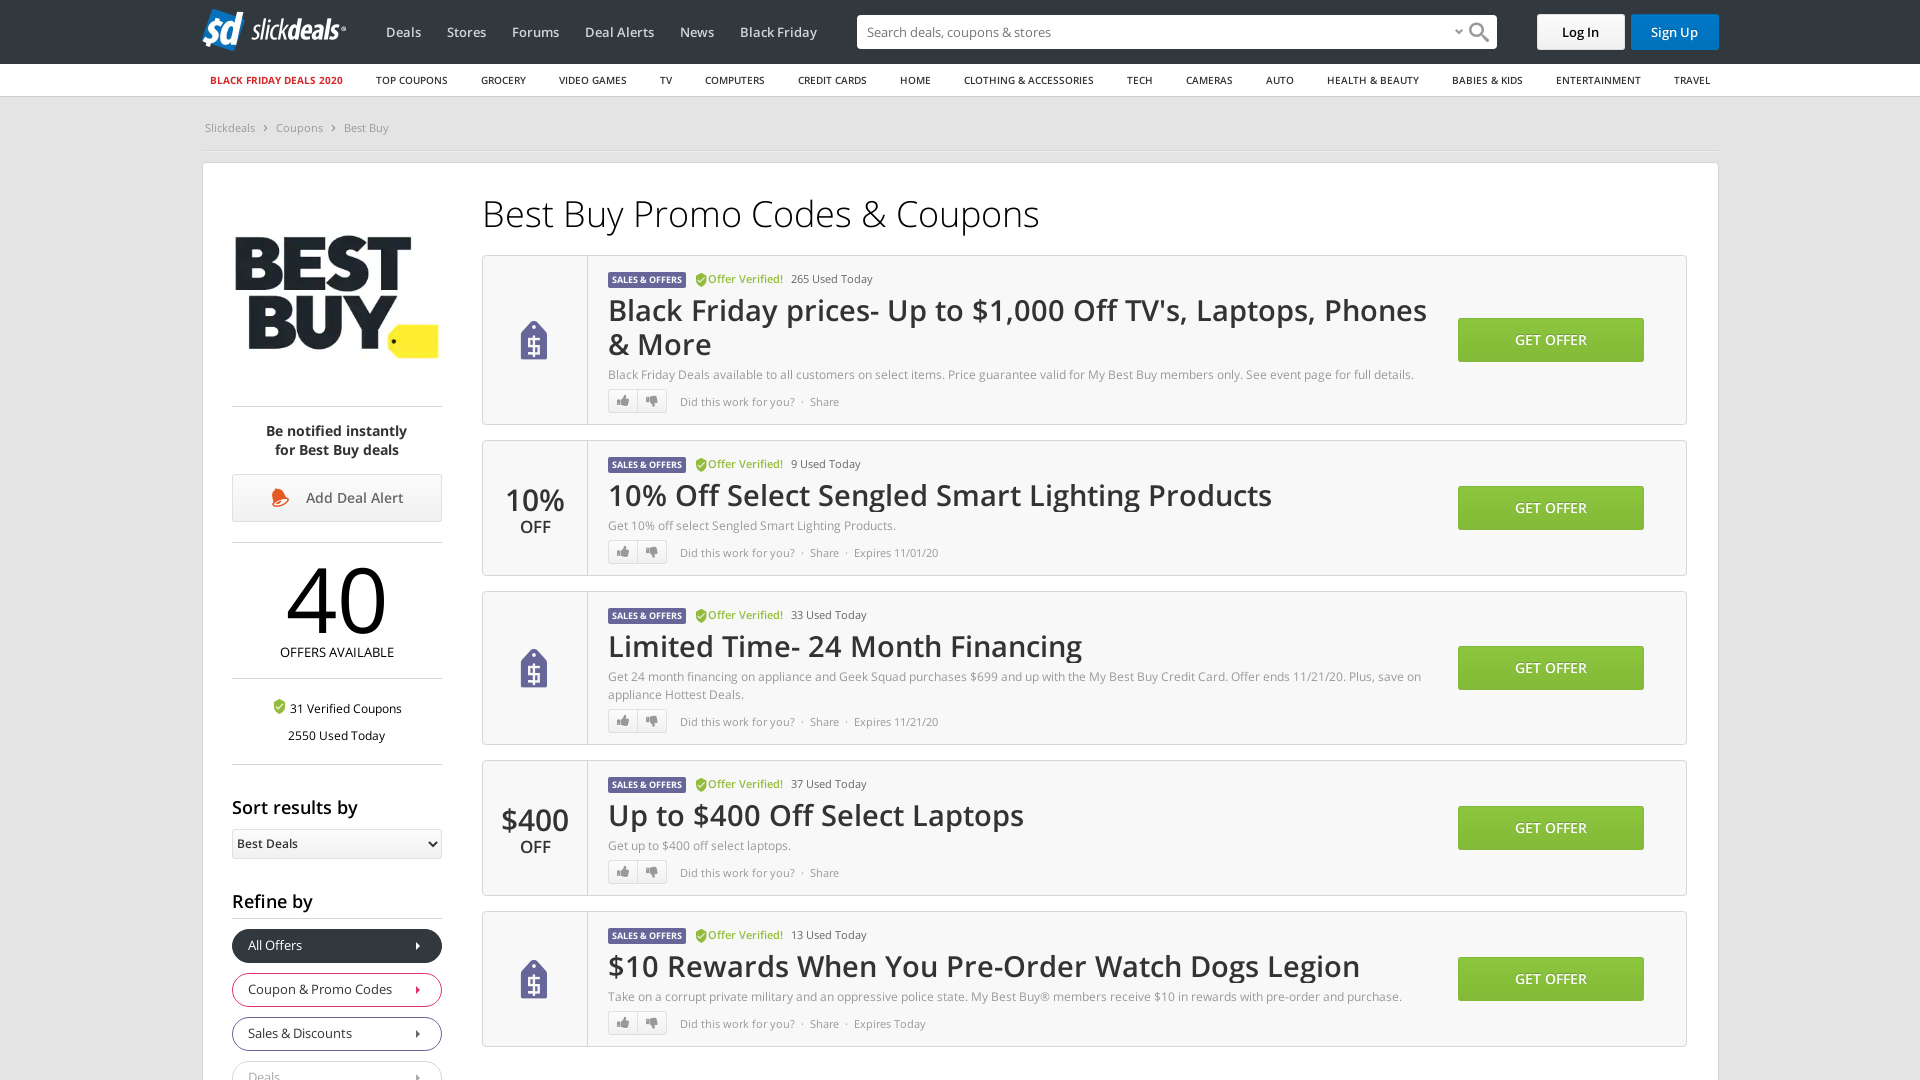 sd slickdeals
Deals Stores Forums Deal Alerts News Black Friday
Search deals, coupons & stores
Log In
Sign Up
BLACK FRIDAY DEALS 2020 TOP COUPONS GROCERY VIDEO GAMES TV COMPUTERS CREDIT CARDS HOME CLOTHING & ACCESSORIES TECH CAMERAS AUTO HEALTH & BEAUTY BABIES & KIDS ENTERTAINMENT TRAVEL
Slickdeals › Coupons › Best Buy
BEST
BUY
Be notified instantly
for Best Buy deals
Add Deal Alert
40
OFFERS AVAILABLE
31 Verified Coupons
2550 Used Today
Sort results by
Best Deals
Refine by
All Offers
Coupon & Promo Codes
Sales & Discounts
Deals
Best Buy Promo Codes & Coupons
SALES & OFFERS Offer Verified! 265 Used Today
Black Friday prices- Up to $1,000 Off TV's, Laptops, Phones
& More
Black Friday Deals available to all customers on select items. Price guarantee valid for My Best Buy members only. See event page for full details.
Did this work for you? · Share
GET OFFER
10%
OFF
SALES & OFFERS Offer Verified! 9 Used Today
10% Off Select Sengled Smart Lighting Products
Get 10% off select Sengled Smart Lighting Products.
Did this work for you? · Share · Expires 11/01/20
GET OFFER
SALES & OFFERS Offer Verified! 33 Used Today
Limited Time- 24 Month Financing
Get 24 month financing on appliance and Geek Squad purchases $699 and up with the My Best Buy Credit Card. Offer ends 11/21/20. Plus, save on
appliance Hottest Deals.
Did this work for you? · Share · Expires 11/21/20
GET OFFER
$400
OFF
SALES & OFFERS Offer Verified! 37 Used Today
Up to $400 Off Select Laptops
Get up to $400 off select laptops.
Did this work for you? · Share
GET OFFER
SALES & OFFERS Offer Verified! 13 Used Today
$10 Rewards When You Pre-Order Watch Dogs Legion
Take on a corrupt private military and an oppressive police state. My Best Buy® members receive $10 in rewards with pre-order and purchase.
Did this work for you? · Share · Expires Today
GET OFFER